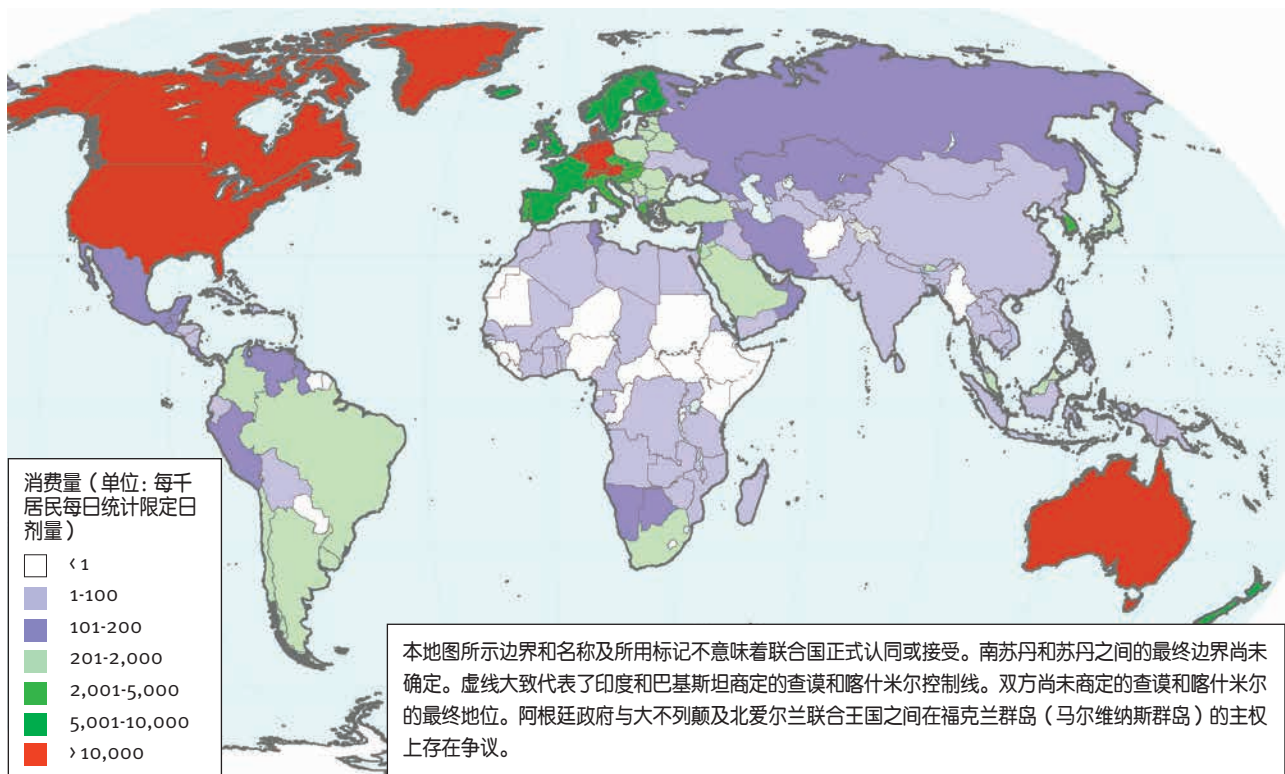 消费量（单位：每千
居民每日统计限定日
剂量）
‹ 1
1-100
101-200
201-2,000
2,001-5,000
5,001-10,000
› 10,000
本地图所示边界和名称及所用标记不意味着联合国正式认同或接受。南苏丹和苏丹之间的最终边界尚未
确定。虚线大致代表了印度和巴基斯坦商定的查谟和喀什米尔控制线。双方尚未商定的查谟和喀什米尔
的最终地位。阿根廷政府与大不列颠及北爱尔兰联合王国之间在福克兰群岛（马尔维纳斯群岛）的主权
上存在争议。